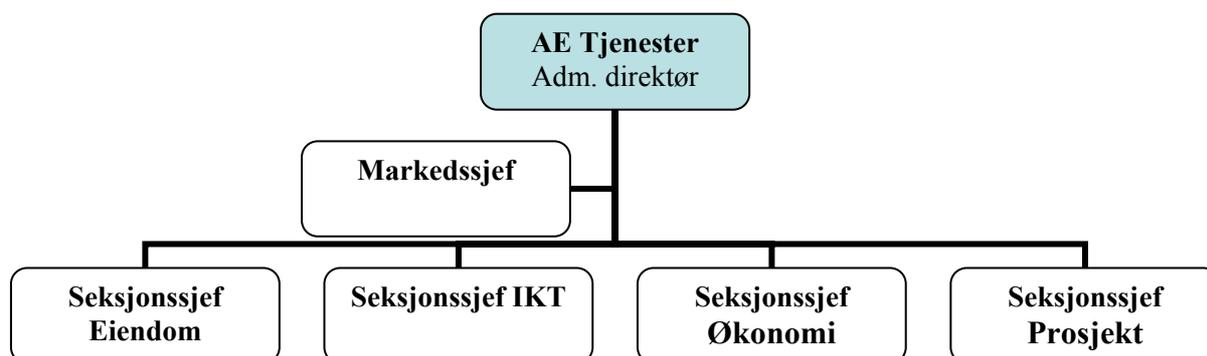 AE Tjenester
Adm. direktør
Markedssjef
Seksjonssjef
Eiendom
Seksjonssjef IKT
Seksjonssjef
Økonomi
Seksjonssjef
Prosjekt